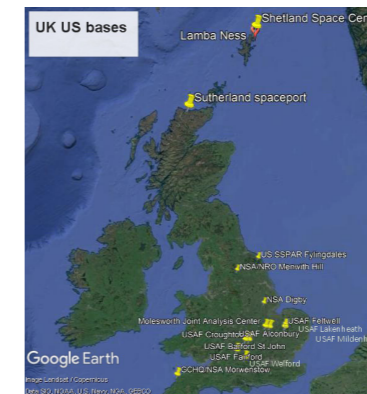 UK US bases
Shetland Space Cen
Lamba Ness
Sutherland spaceport
US SSPAR Fylingdales
NSA/NRO Menwith Hill
NSA Digby
Molesworth Joint Analysis Center
USAF Feltwell
USAF Lakenheath
USAF Croughton
USAF Alconbury
USAF Mildenh
USAF Barford St John
USAF Fairford
USAF Welford
GCHQ/NSA Morwenstow
Google Earth
Image Landsat / Copernicus
Data SIO, NOAA, U.S. Navy, NGA, GEBCO